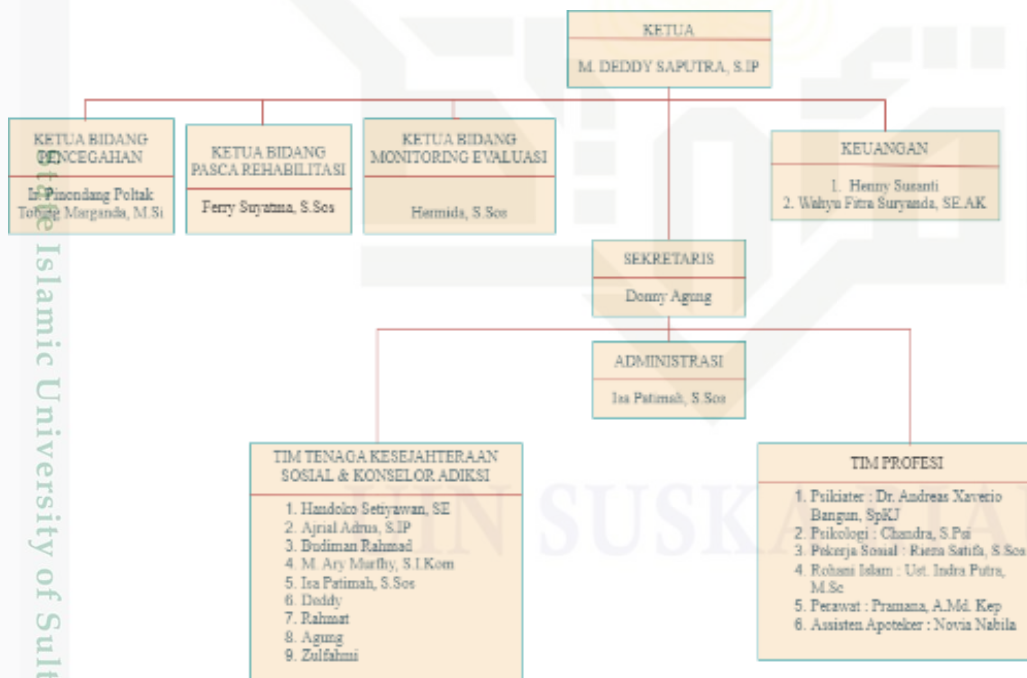 KETUA
M. DEDDY SAPUTRA, S.IP
KETUA BIDANG
PENCEGAHAN
Ir. Pinondang Poltak
Tobing Marganda, M.Si
KETUA BIDANG
PASCA REHABILITASI
Ferry Suyatma, S.Sos
KETUA BIDANG
MONITORING EVALUASI
Hermida, S.Sos
KEUANGAN
1. Henny Susanti
2. Wahyu Fitra Suryanda, SE.AK
SEKRETARIS
Donny Agung
ADMINISTRASI
Isa Patimah, S.Sos
TIM TENAGA KESEJAHTERAAN
SOSIAL & KONSELOR ADIKSI
1. Handoko Setiyawan, SE
2. Ajrial Adrus, S.IP
3. Budiman Rahmad
4. M. Ary Murfhy, S.I.Kom
5. Isa Patimah, S.Sos
6. Deddy
7. Rahmat
8. Agung
9. Zulfahmi
TIM PROFESI
1. Psikiater : Dr. Andreas Xaverio
Bangun, SpKJ
2. Psikologi : Chandra, S.Psi
3. Pekerja Sosial : Riezu Satifa, S.Sos
4. Rohani Islam : Ust. Indra Putra,
M.Sc
5. Perawat : Pramana, A.Md. Kep
6. Assisten Apoteker : Novia Nabila
State Islamic University of Sult
UIN SUSKA RIA